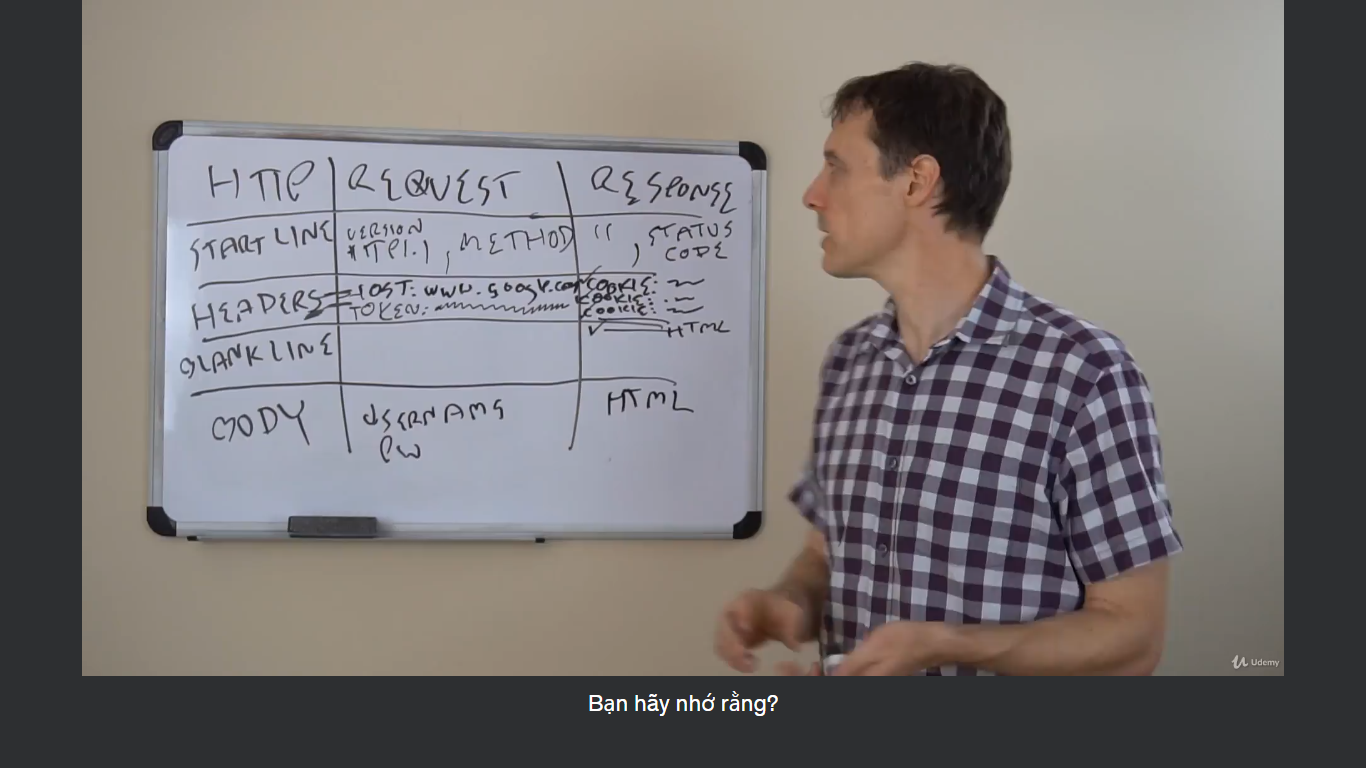 HTTP REQUEST RESPONSE
START LINE VERSION HTTP1.1, METHOD " , STATUS CODE
HEADERS HOST: www.google.com COOKIE:
TOKEN: COOKIE:
COOKIE:
HTML
BLANK LINE
BODY USERNAME HTML
PW
Udemy
Bạn hãy nhớ rằng?